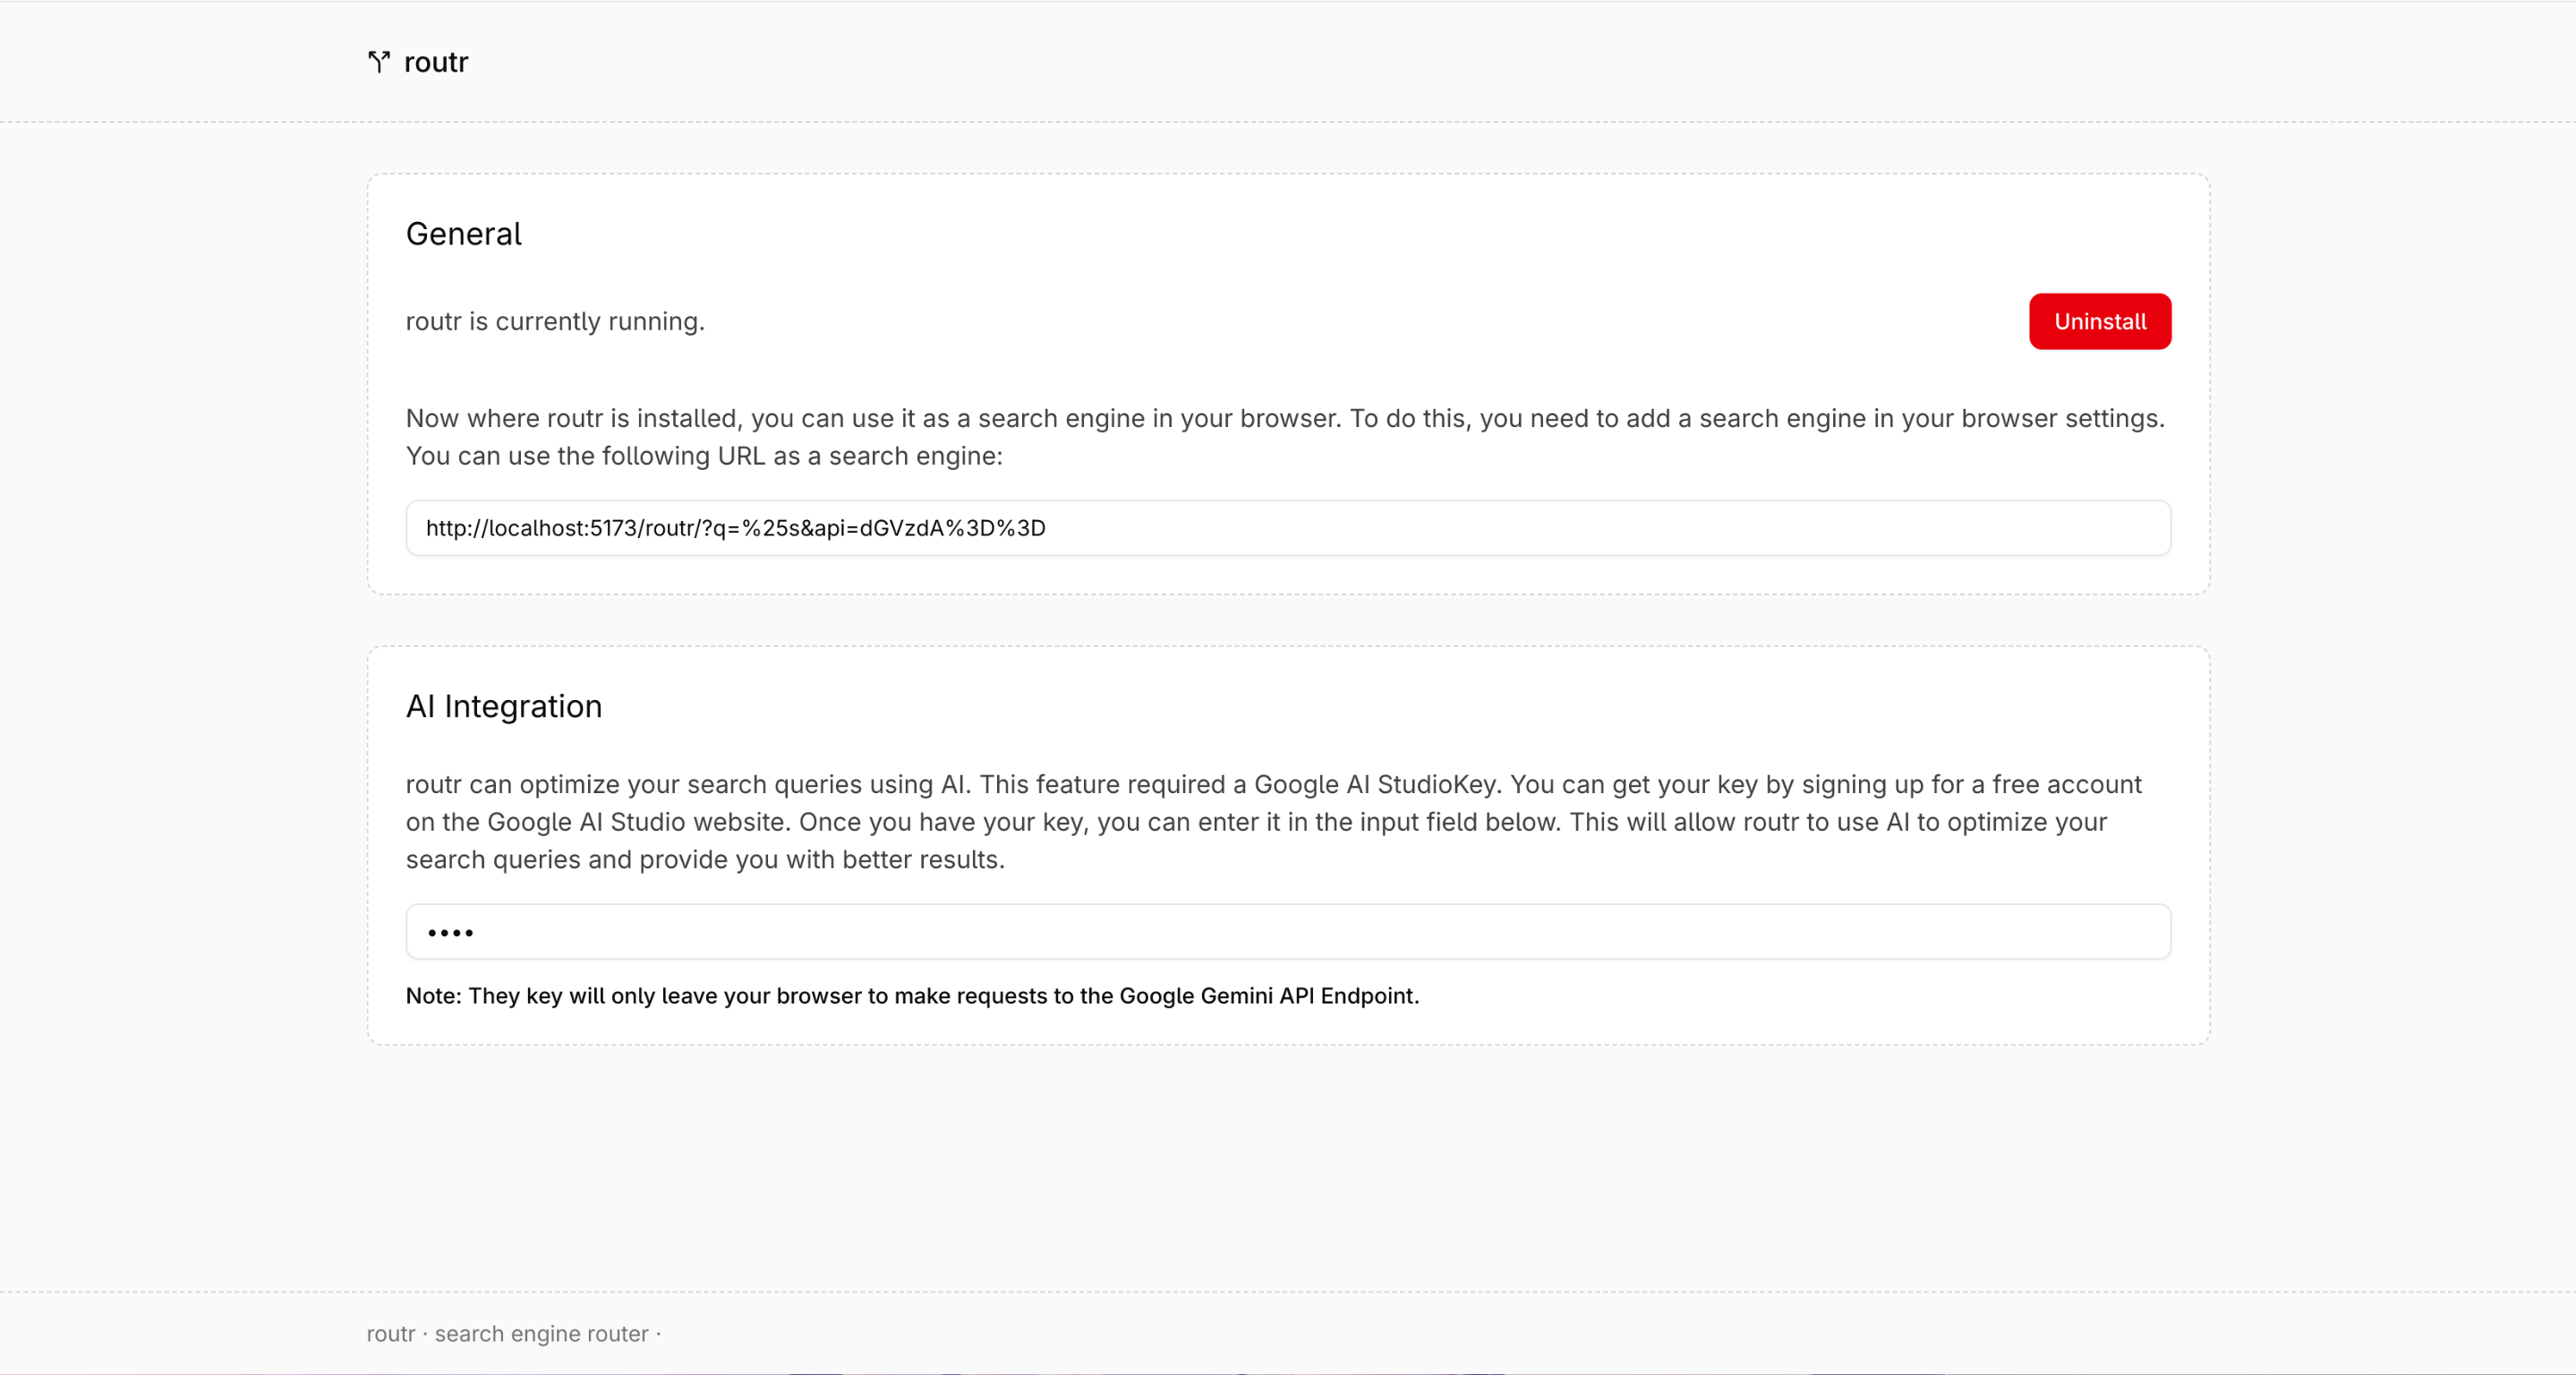 routr
General
routr is currently running.
Uninstall
Now where routr is installed, you can use it as a search engine in your browser. To do this, you need to add a search engine in your browser settings.
You can use the following URL as a search engine:
http://localhost:5173/routr/?q=%25s&api=dGVzdA%3D%3D
AI Integration
routr can optimize your search queries using AI. This feature required a Google AI StudioKey. You can get your key by signing up for a free account
on the Google AI Studio website. Once you have your key, you can enter it in the input field below. This will allow routr to use AI to optimize your
search queries and provide you with better results.
••••
Note: They key will only leave your browser to make requests to the Google Gemini API Endpoint.
routr · search engine router ·